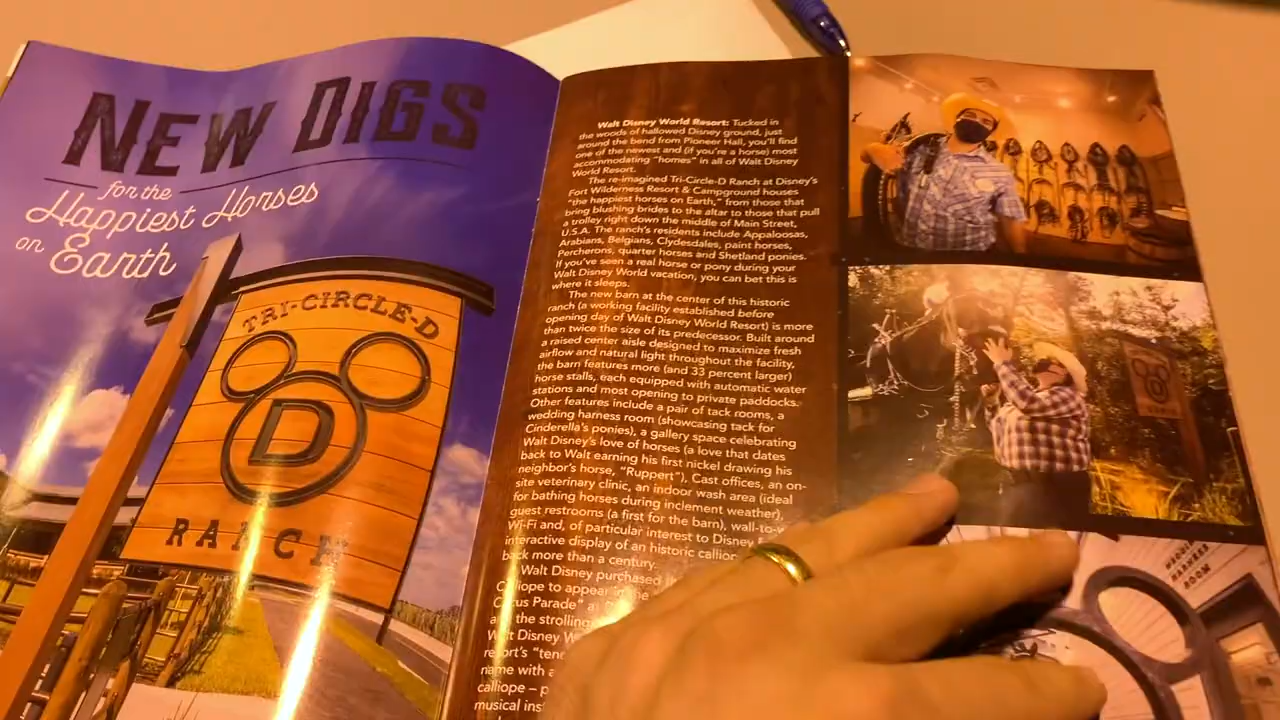 NEW DIGS
for the
Happiest Horses
on Earth
TRI-CIRCLE-D
D
RANCH
Walt Disney World Resort: Tucked in
the woods of hallowed Disney ground, just
around the bend from Pioneer Hall, you'll find
one of the newest and (if you're a horse) most
accommodating "homes" in all of Walt Disney
World Resort.
The re-imagined Tri-Circle-D Ranch at Disney's
Fort Wilderness Resort & Campground houses
"the happiest horses on Earth," from those that
bring blushing brides to the altar to those that pull
a trolley right down the middle of Main Street,
U.S.A. The ranch's residents include Appaloosas,
Arabians, Belgians, Clydesdales, paint horses,
Percherons, quarter horses and Shetland ponies.
If you've seen a real horse or pony during your
Walt Disney World vacation, you can bet this is
where it sleeps.
The new barn at the center of this historic
ranch (a working facility established before
opening day of Walt Disney World Resort) is more
than twice the size of its predecessor. Built around
a raised center aisle designed to maximize fresh
airflow and natural light throughout the facility,
the barn features more (and 33 percent larger)
horse stalls, each equipped with automatic water
stations and most opening to private paddocks.
Other features include a pair of tack rooms, a
wedding harness room (showcasing tack for
Cinderella's ponies), a gallery space celebrating
Walt Disney's love of horses (a love that dates
back to Walt earning his first nickel drawing his
neighbor's horse, "Ruppert"), Cast offices, an on-
site veterinary clinic, an indoor wash area (ideal
for bathing horses during inclement weather),
guest restrooms (a first for the barn), wall-to-w
Wi-Fi and, of particular interest to Disney
interactive display of an historic calliop
back more than a century.
Walt Disney purchased
to appear in the
Parade"
the strolling
Walt Disney W
resort's "ten
name with a
calliope – p
musical ins
HARNESS
ROOM